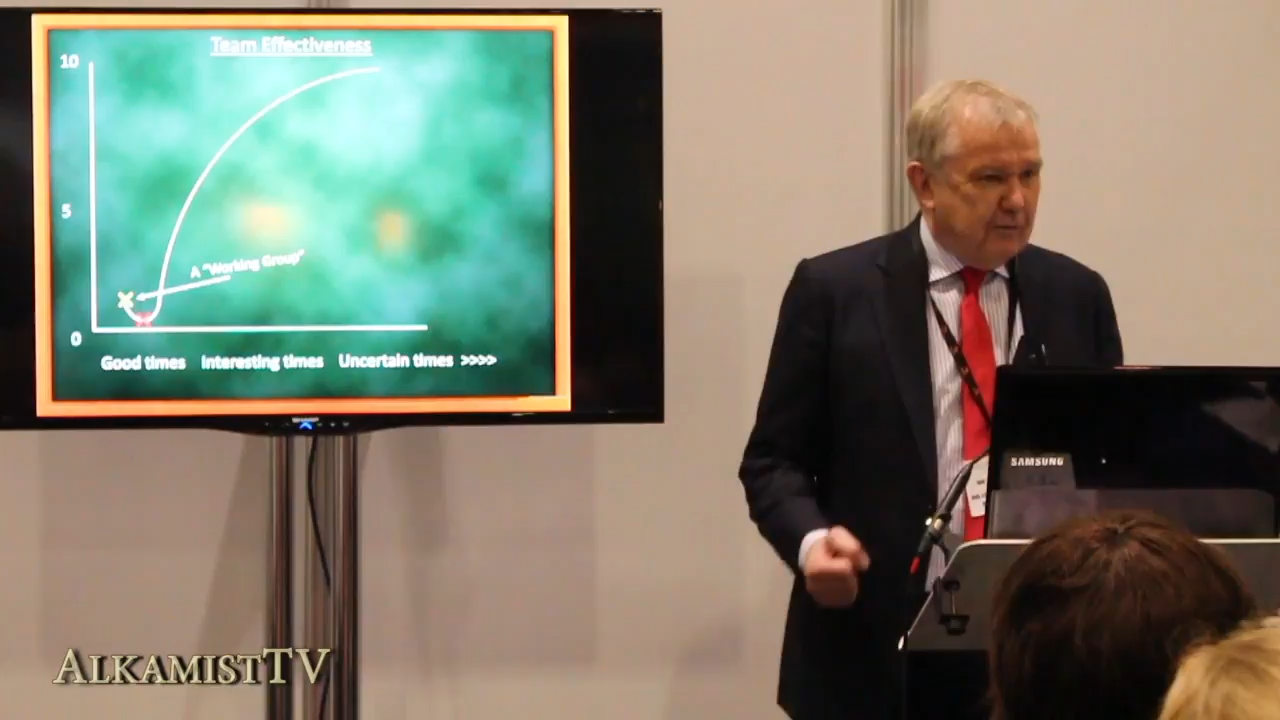 Team Effectiveness
10
5
A "Working Group"
0
Good times Interesting times Uncertain times >>>>
SAMSUNG
ALKAMISTTV